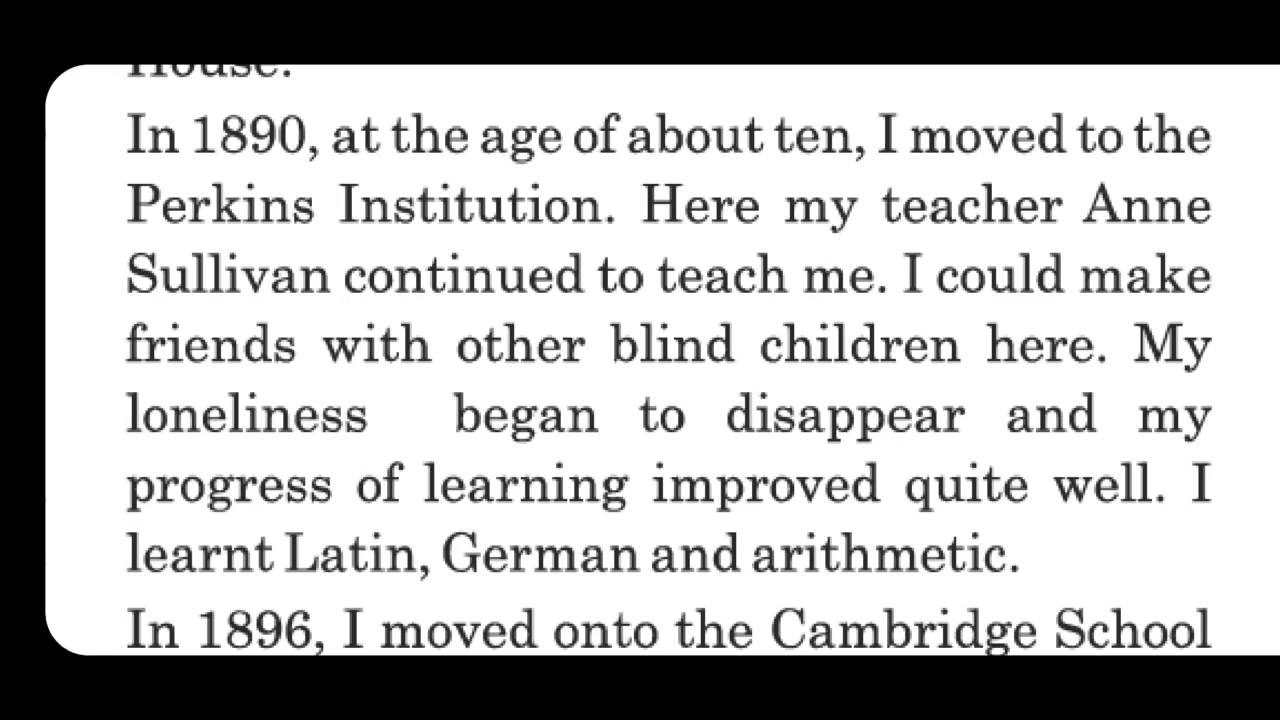 House.
In 1890, at the age of about ten, I moved to the
Perkins Institution. Here my teacher Anne
Sullivan continued to teach me. I could make
friends with other blind children here. My
loneliness began to disappear and my
progress of learning improved quite well. I
learnt Latin, German and arithmetic.
In 1896, I moved onto the Cambridge School